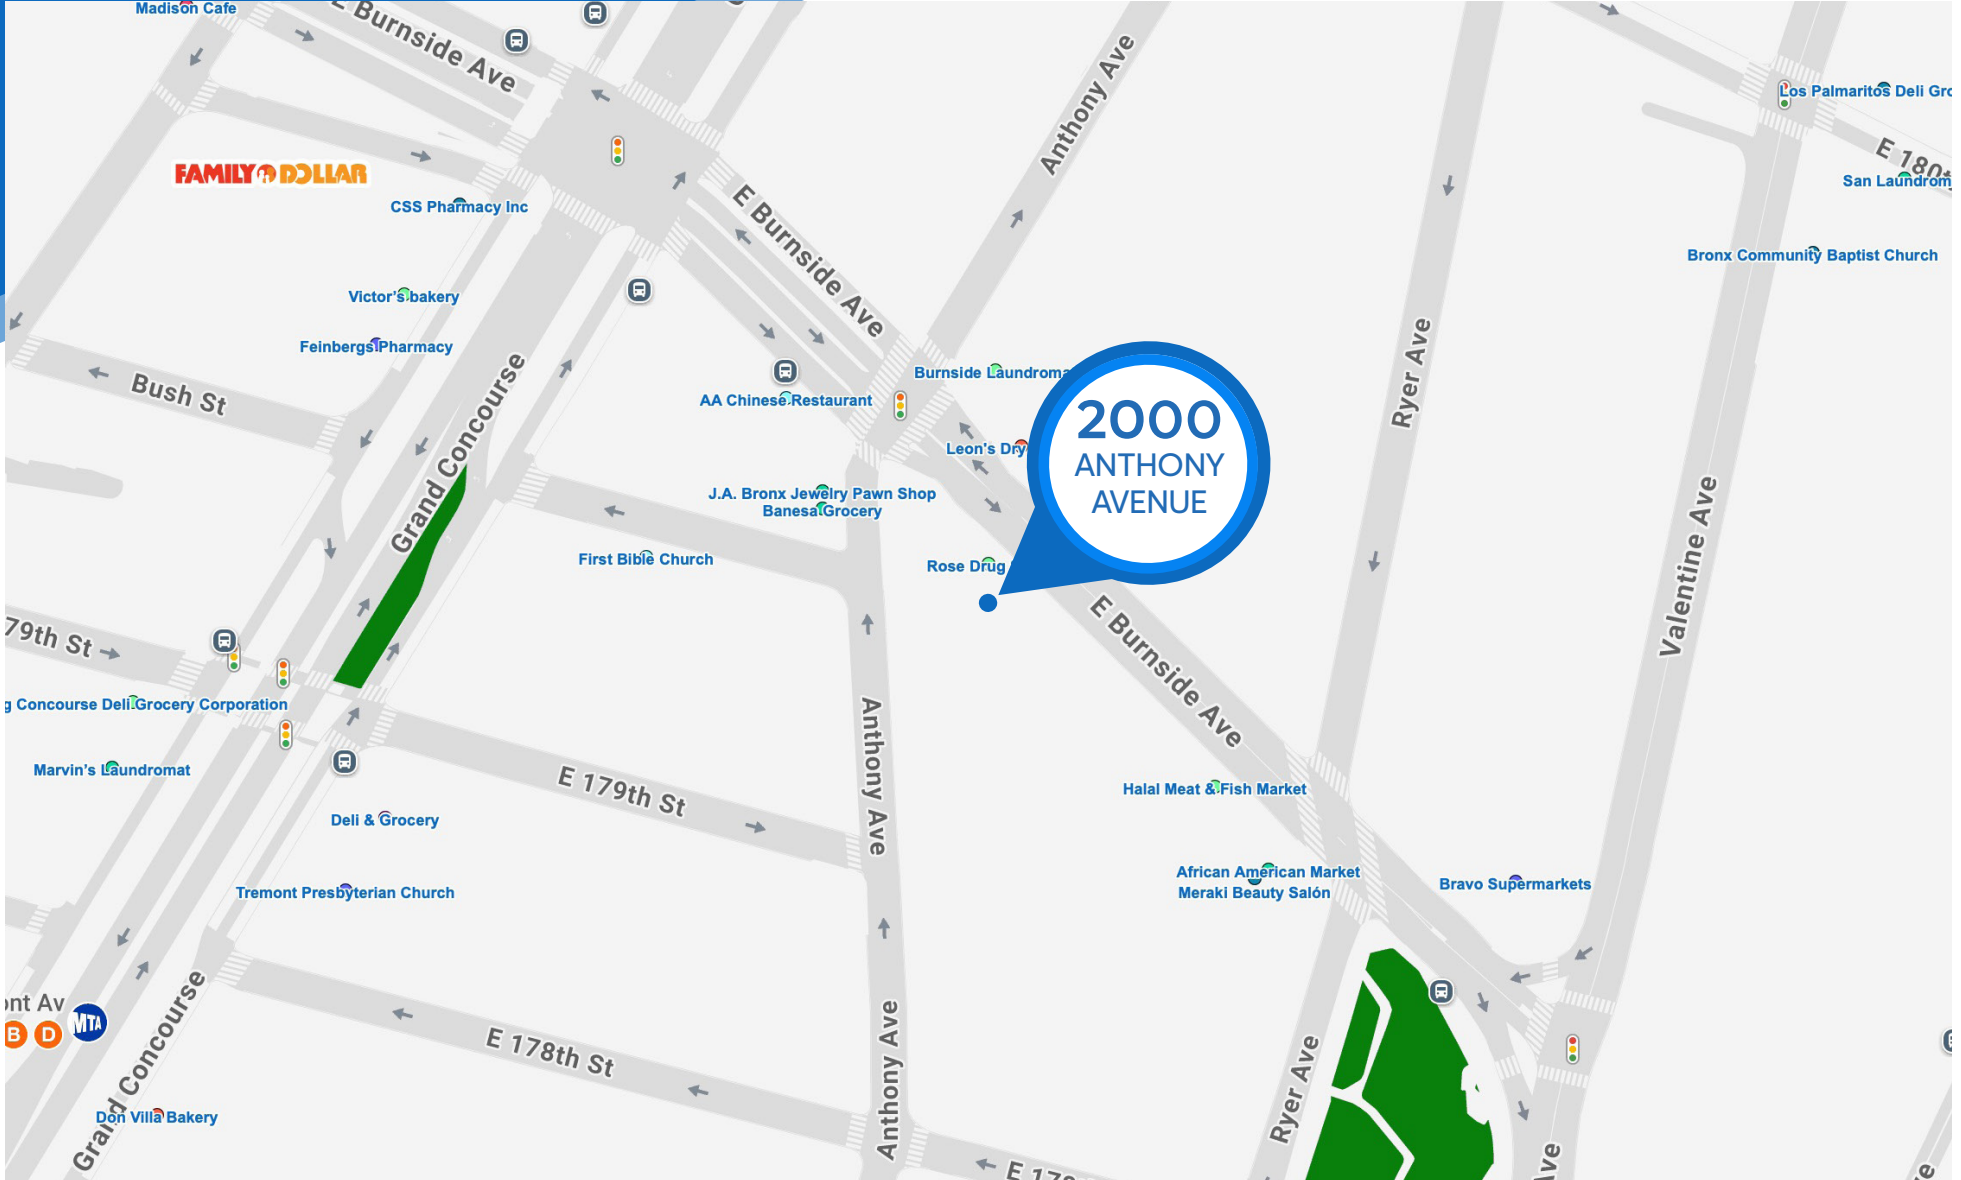 Madison Cafe
E Burnside Ave
Los Palmaritos Deli Gro
E 180t
San Laundrom
FAMILY DOLLAR
CSS Pharmacy Inc
Anthony Ave
E Burnside Ave
Bronx Community Baptist Church
Victor's bakery
Feinbergs Pharmacy
Bush St
Grand Concourse
Burnside Laundroma
AA Chinese Restaurant
Ryer Ave
2000
ANTHONY
AVENUE
Leon's Dry
J.A. Bronx Jewelry Pawn Shop
Banesa Grocery
First Bible Church
Rose Drug
Valentine Ave
79th St
E Burnside Ave
g Concourse Deli Grocery Corporation
Marvin's Laundromat
Anthony Ave
E 179th St
Halal Meat & Fish Market
Deli & Grocery
African American Market
Meraki Beauty Salón
Bravo Supermarkets
Tremont Presbyterian Church
ont Av
B D MTA
Grand Concourse
E 178th St
Anthony Ave
Ryer Ave
Don Villa Bakery
E 178
Ave
e